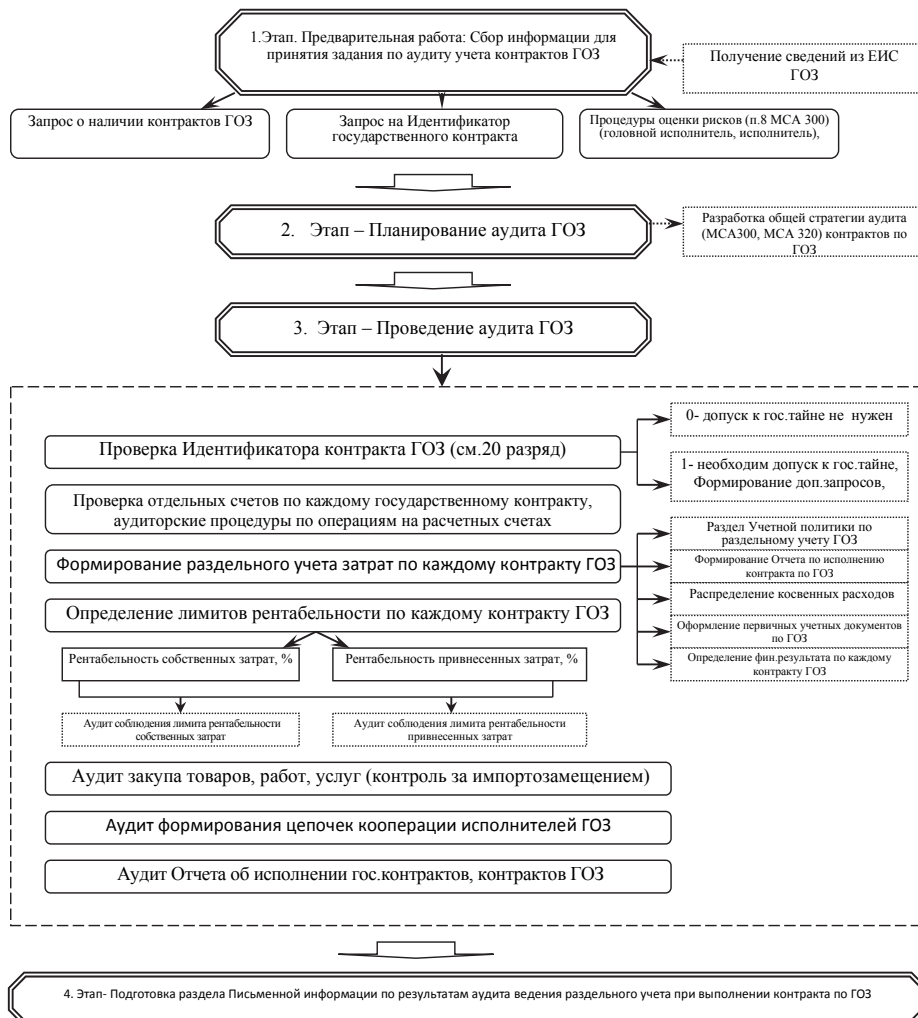 1.Этап. Предварительная работа: Сбор информации для
принятия задания по аудиту учета контрактов ГОЗ
Получение сведений из ЕИС
ГОЗ
Запрос о наличии контрактов ГОЗ
Запрос на Идентификатор
государственного контракта
Процедуры оценки рисков (п.8 МСА 300)
(головной исполнитель, исполнитель),
2. Этап – Планирование аудита ГОЗ
Разработка общей стратегии аудита
(МСА300, МСА 320) контрактов по
ГОЗ
3. Этап – Проведение аудита ГОЗ
Проверка Идентификатора контракта ГОЗ (см.20 разряд)
0- допуск к гос.тайне не нужен
1- необходим допуск к гос.тайне,
Формирование доп.запросов,
Проверка отдельных счетов по каждому государственному контракту,
аудиторские процедуры по операциям на расчетных счетах
Формирование раздельного учета затрат по каждому контракту ГОЗ
Раздел Учетной политики по
раздельному учету ГОЗ
Формирование Отчета по исполнению
контракта по ГОЗ
Распределение косвенных расходов
Оформление первичных учетных документов
по ГОЗ
Определение фин.результата по каждому
контракту ГОЗ
Определение лимитов рентабельности по каждому контракту ГОЗ
Рентабельность собственных затрат, %
Рентабельность привнесенных затрат, %
Аудит соблюдения лимита рентабельности
собственных затрат
Аудит соблюдения лимита рентабельности
привнесенных затрат
Аудит закупа товаров, работ, услуг (контроль за импортозамещением)
Аудит формирования цепочек кооперации исполнителей ГОЗ
Аудит Отчета об исполнении гос.контрактов, контрактов ГОЗ
4. Этап- Подготовка раздела Письменной информации по результатам аудита ведения раздельного учета при выполнении контракта по ГОЗ